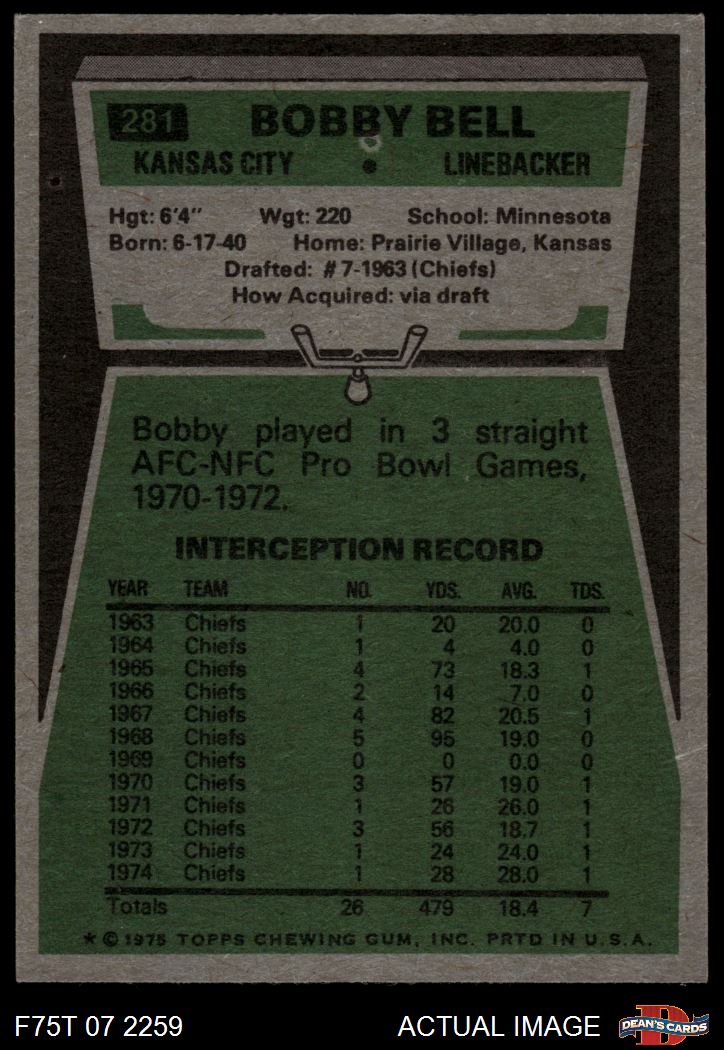 281 BOBBY BELL
KANSAS CITY • LINEBACKER
Hgt: 6'4" Wgt: 220 School: Minnesota
Born: 6-17-40 Home: Prairie Village, Kansas
Drafted: #7-1963 (Chiefs)
How Acquired: via draft
Bobby played in 3 straight
AFC-NFC Pro Bowl Games,
1970-1972.
INTERCEPTION RECORD
YEAR TEAM NO. YDS. AVG. TDS.
1963 Chiefs 1 20 20.0 0
1964 Chiefs 1 4 4.0 0
1965 Chiefs 4 73 18.3 1
1966 Chiefs 2 14 7.0 0
1967 Chiefs 4 82 20.5 1
1968 Chiefs 5 95 19.0 0
1969 Chiefs 0 0 0.0 0
1970 Chiefs 3 57 19.0 1
1971 Chiefs 1 26 26.0 1
1972 Chiefs 3 56 18.7 1
1973 Chiefs 1 24 24.0 1
1974 Chiefs 1 28 28.0 1
Totals 26 479 18.4 7
* © 1975 TOPPS CHEWING GUM, INC. PRTD IN U.S.A.
F75T 07 2259 ACTUAL IMAGE D DEAN'S CARDS